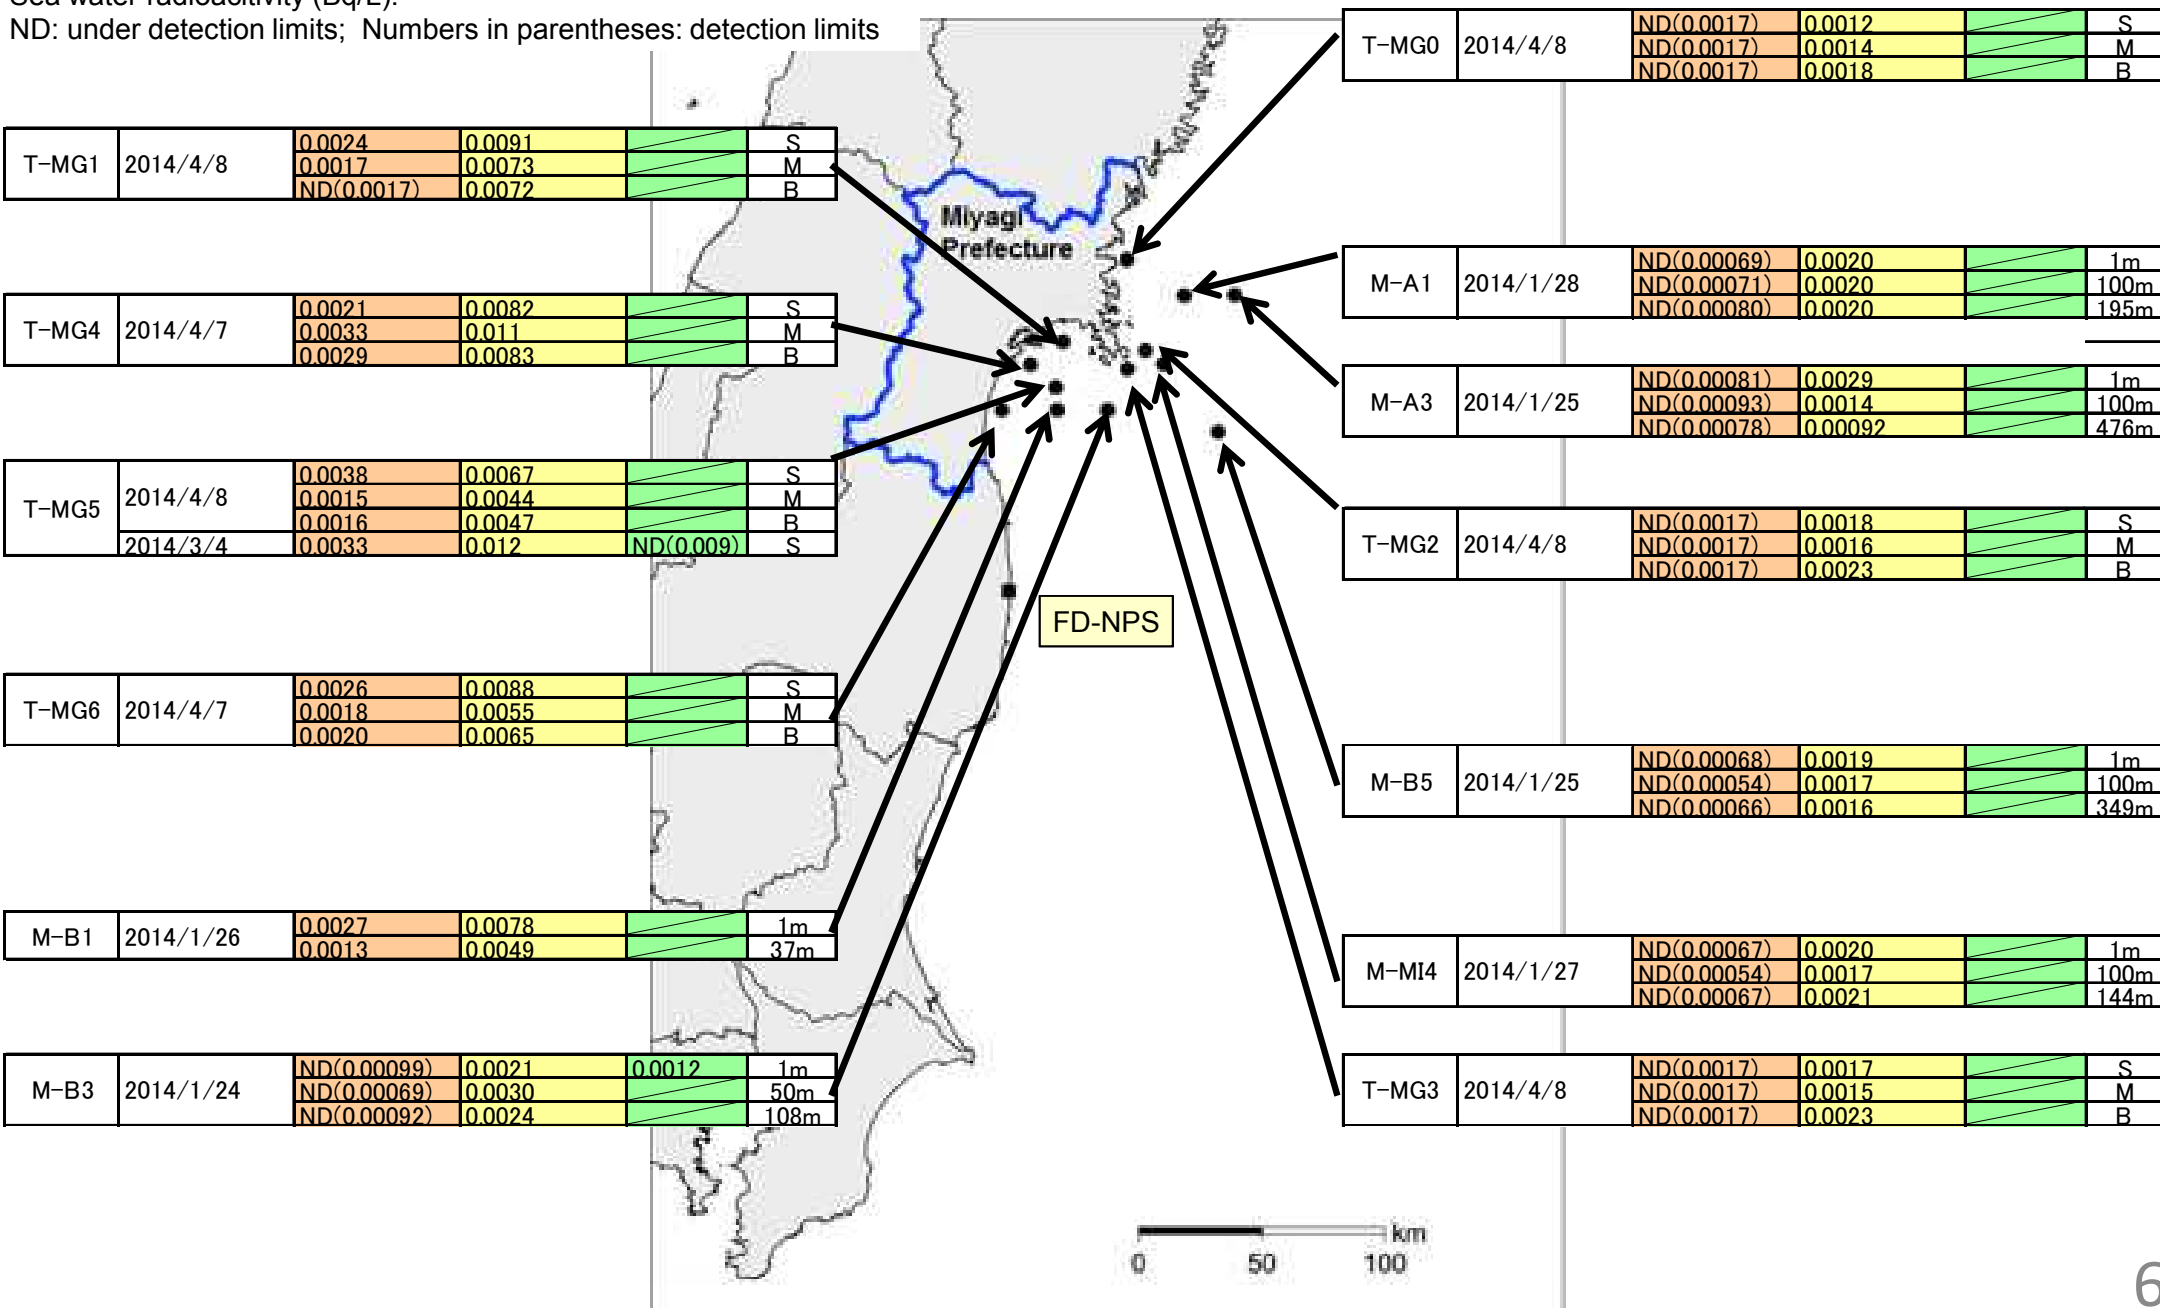 Sea water radioacitivity (Bq/L).
ND: under detection limits; Numbers in parentheses: detection limits
T-MG0 2014/4/8 ND(0.0017) 0.0012 S
ND(0.0017) 0.0014 M
ND(0.0017) 0.0018 B
T-MG1 2014/4/8 0.0024 0.0091 S
0.0017 0.0073 M
ND(0.0017) 0.0072 B
Miyagi
Prefecture
M-A1 2014/1/28 ND(0.00069) 0.0020 1m
ND(0.00071) 0.0020 100m
ND(0.00080) 0.0020 195m
T-MG4 2014/4/7 0.0021 0.0082 S
0.0033 0.011 M
0.0029 0.0083 B
M-A3 2014/1/25 ND(0.00081) 0.0029 1m
ND(0.00093) 0.0014 100m
ND(0.00078) 0.00092 476m
T-MG5 2014/4/8 0.0038 0.0067 S
0.0015 0.0044 M
0.0016 0.0047 B
2014/3/4 0.0033 0.012 ND(0.009) S
T-MG2 2014/4/8 ND(0.0017) 0.0018 S
ND(0.0017) 0.0016 M
ND(0.0017) 0.0023 B
FD-NPS
T-MG6 2014/4/7 0.0026 0.0088 S
0.0018 0.0055 M
0.0020 0.0065 B
M-B5 2014/1/25 ND(0.00068) 0.0019 1m
ND(0.00054) 0.0017 100m
ND(0.00066) 0.0016 349m
M-B1 2014/1/26 0.0027 0.0078 1m
0.0013 0.0049 37m
M-MI4 2014/1/27 ND(0.00067) 0.0020 1m
ND(0.00054) 0.0017 100m
ND(0.00067) 0.0021 144m
M-B3 2014/1/24 ND(0.00099) 0.0021 0.0012 1m
ND(0.00069) 0.0030 50m
ND(0.00092) 0.0024 108m
T-MG3 2014/4/8 ND(0.0017) 0.0017 S
ND(0.0017) 0.0015 M
ND(0.0017) 0.0023 B
km
0 50 100
6